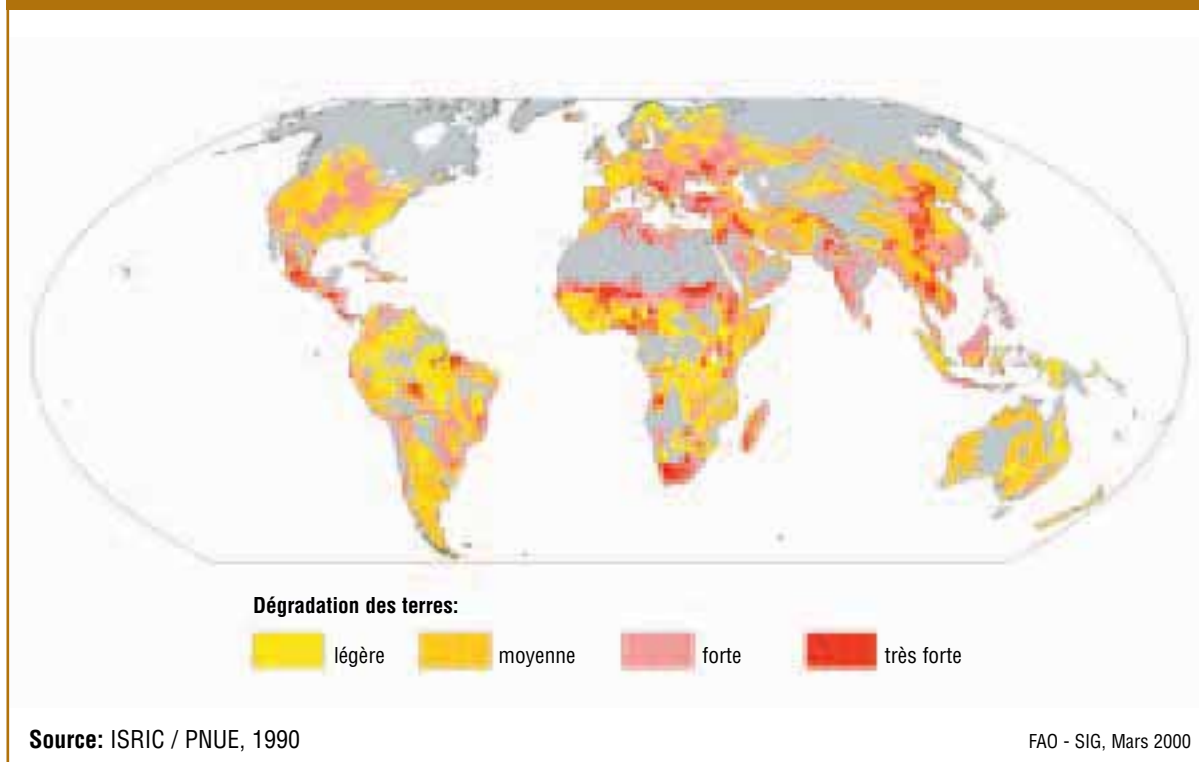 Dégradation des terres:
légère moyenne forte très forte
Source: ISRIC / PNUE, 1990 FAO - SIG, Mars 2000